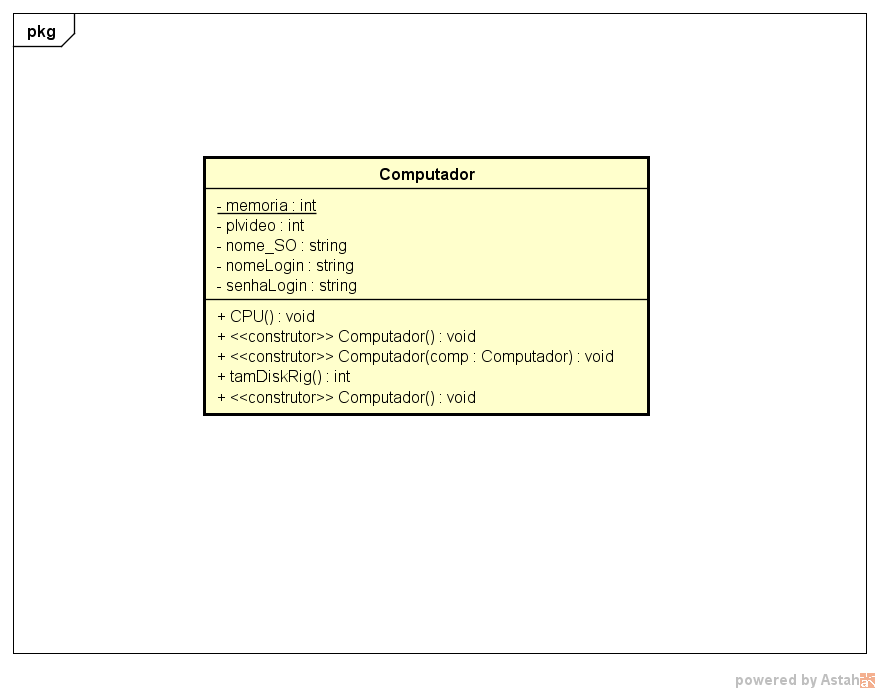 pkg
Computador
- memoria : int
- plvideo : int
- nome_SO : string
- nomeLogin : string
- senhaLogin : string
+ CPU() : void
+ <<construtor>> Computador() : void
+ <<construtor>> Computador(comp : Computador) : void
+ tamDiskRig() : int
+ <<construtor>> Computador() : void
powered by Astah